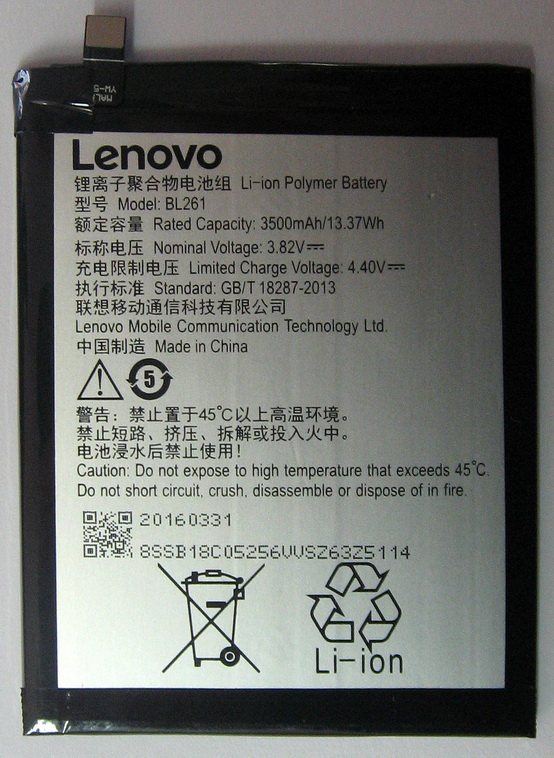 Lenovo
锂离子聚合物电池组 Li-ion Polymer Battery
型号 Model: BL261
额定容量 Rated Capacity: 3500mAh/13.37Wh
标称电压 Nominal Voltage: 3.82V⎓
充电限制电压 Limited Charge Voltage: 4.40V⎓
执行标准 Standard: GB/T 18287-2013
联想移动通信科技有限公司
Lenovo Mobile Communication Technology Ltd.
中国制造 Made in China
5
警告：禁止置于45°C以上高温环境。
禁止短路、挤压、拆解或投入火中。
电池浸水后禁止使用！
Caution: Do not expose to high temperature that exceeds 45°C.
Do not short circuit, crush, disassemble or dispose of in fire.
20160331
8SSB18C05256VVSZ63Z5114
Li-ion